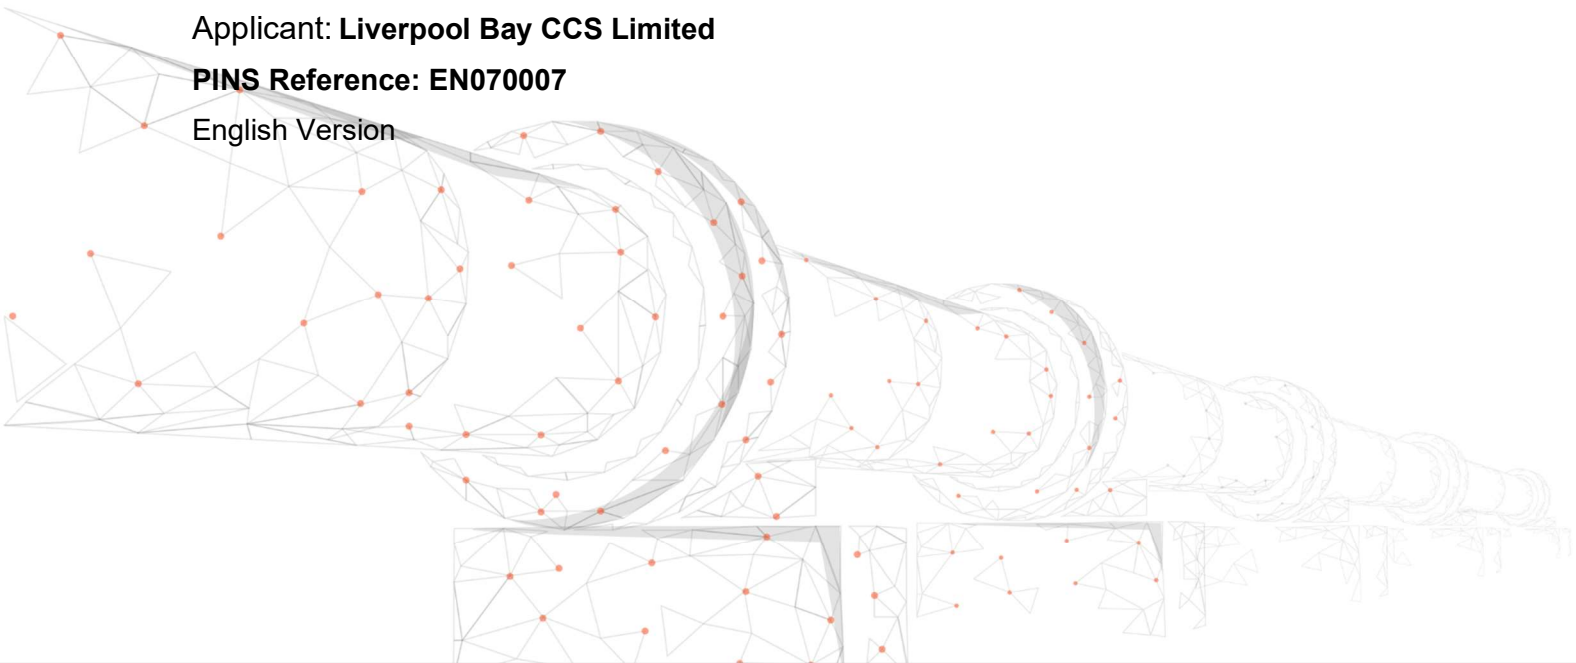 Applicant: Liverpool Bay CCS Limited
PINS Reference: EN070007
English Version